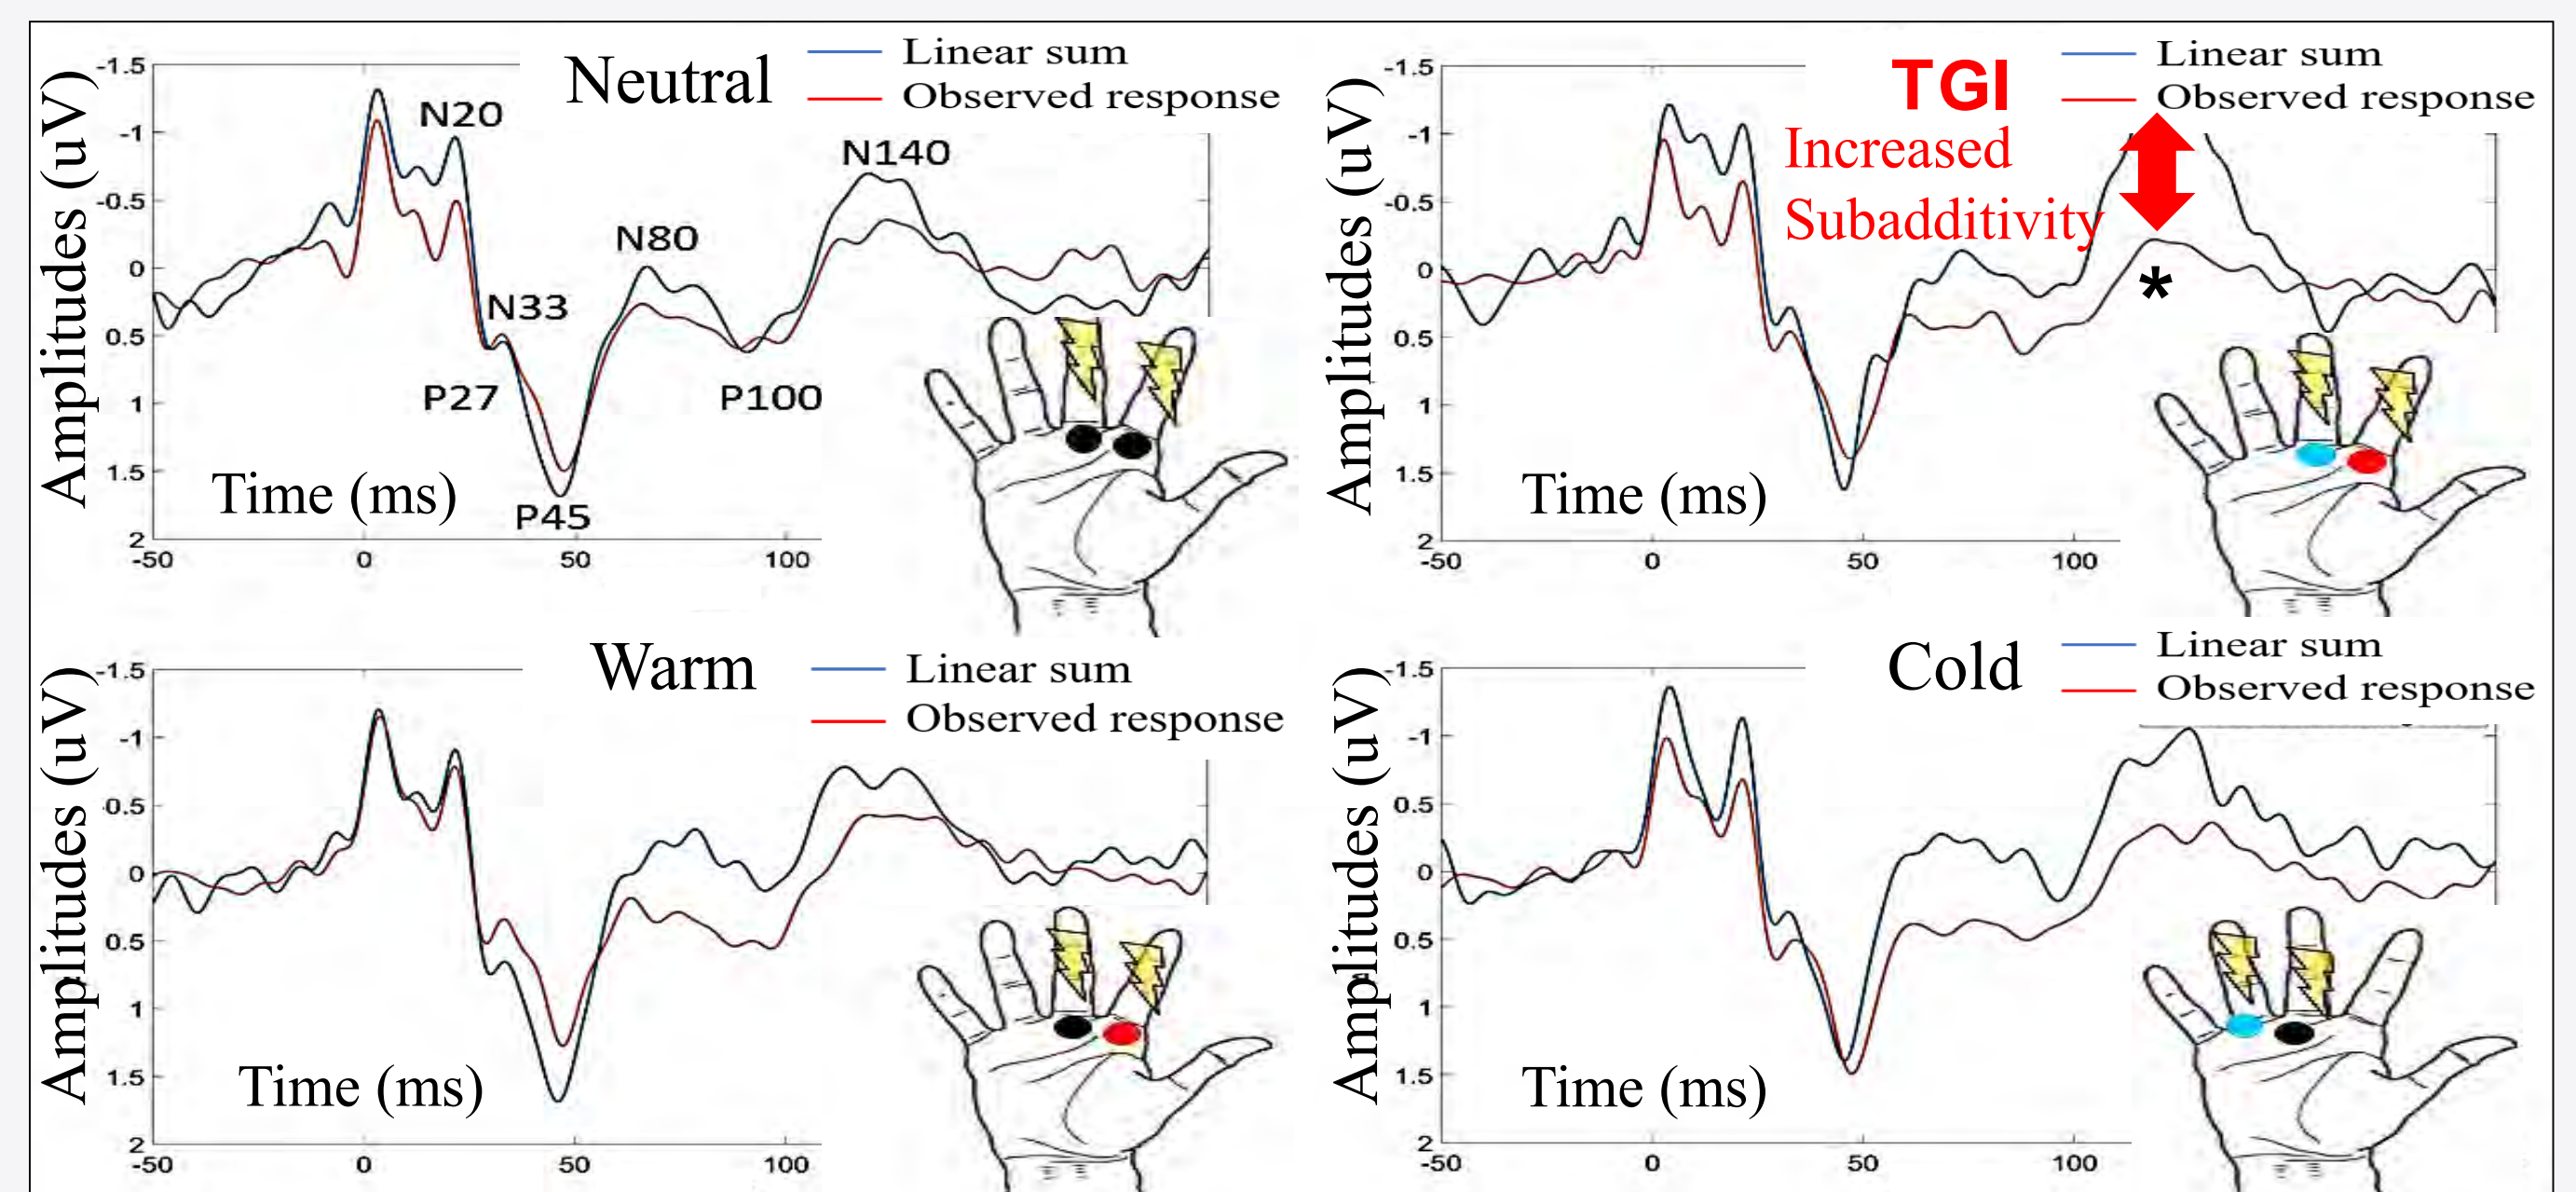 Neutral
Linear sum
Observed response
Amplitudes (uV)
-1.5
-1
-0.5
0
0.5
1
1.5
2
N20
N33
P27
P45
N80
P100
N140
Time (ms)
-50
0
50
100
TGI
Increased
Subadditivity
Linear sum
Observed response
*
Amplitudes (uV)
-1.5
-1
-0.5
0
0.5
1
1.5
2
Time (ms)
-50
0
50
100
Warm
Linear sum
Observed response
Amplitudes (uV)
-1.5
-1
0.5
0
0.5
1
1.5
2
Time (ms)
-50
0
50
100
Cold
Linear sum
Observed response
Amplitudes (uV)
-1.5
-1
0.5
0
0.5
1
1.5
2
Time (ms)
-50
0
50
100